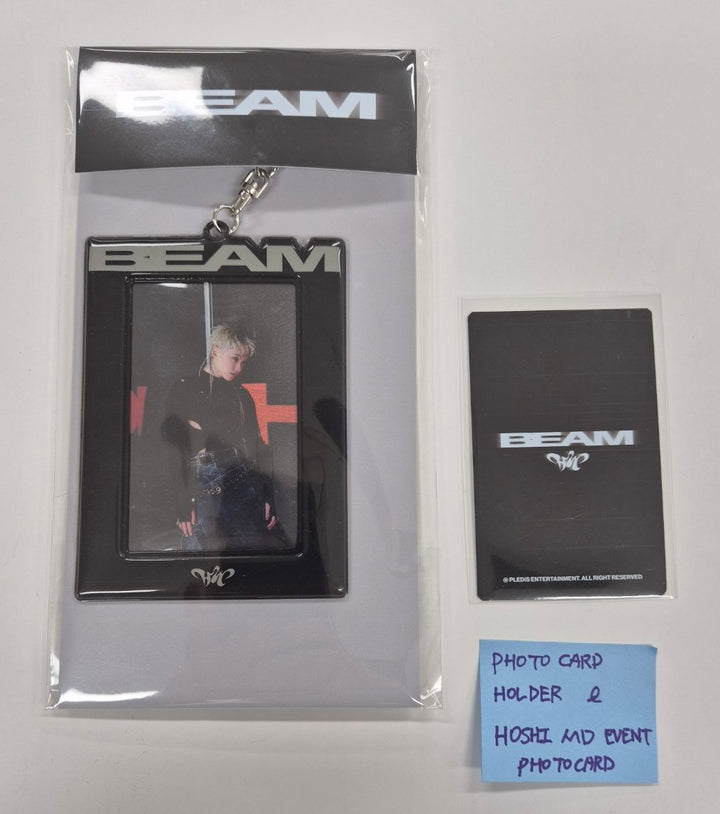 BEAM
BEAM
BEAM
@ PLEDIS ENTERTAINMENT. ALL RIGHT RESERVED
PHOTO CARD
HOLDER &
HOSHI MD EVENT
PHOTOCARD